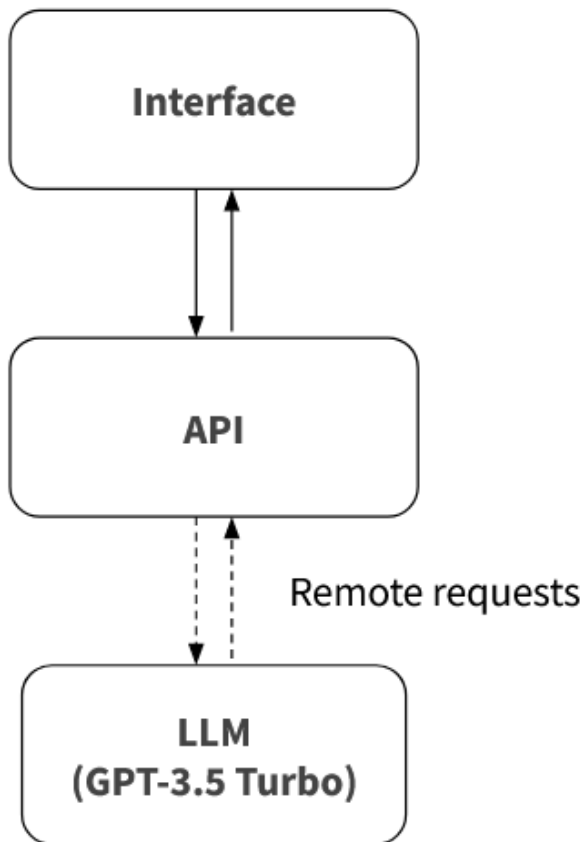 Interface
API
Remote requests
LLM
(GPT-3.5 Turbo)